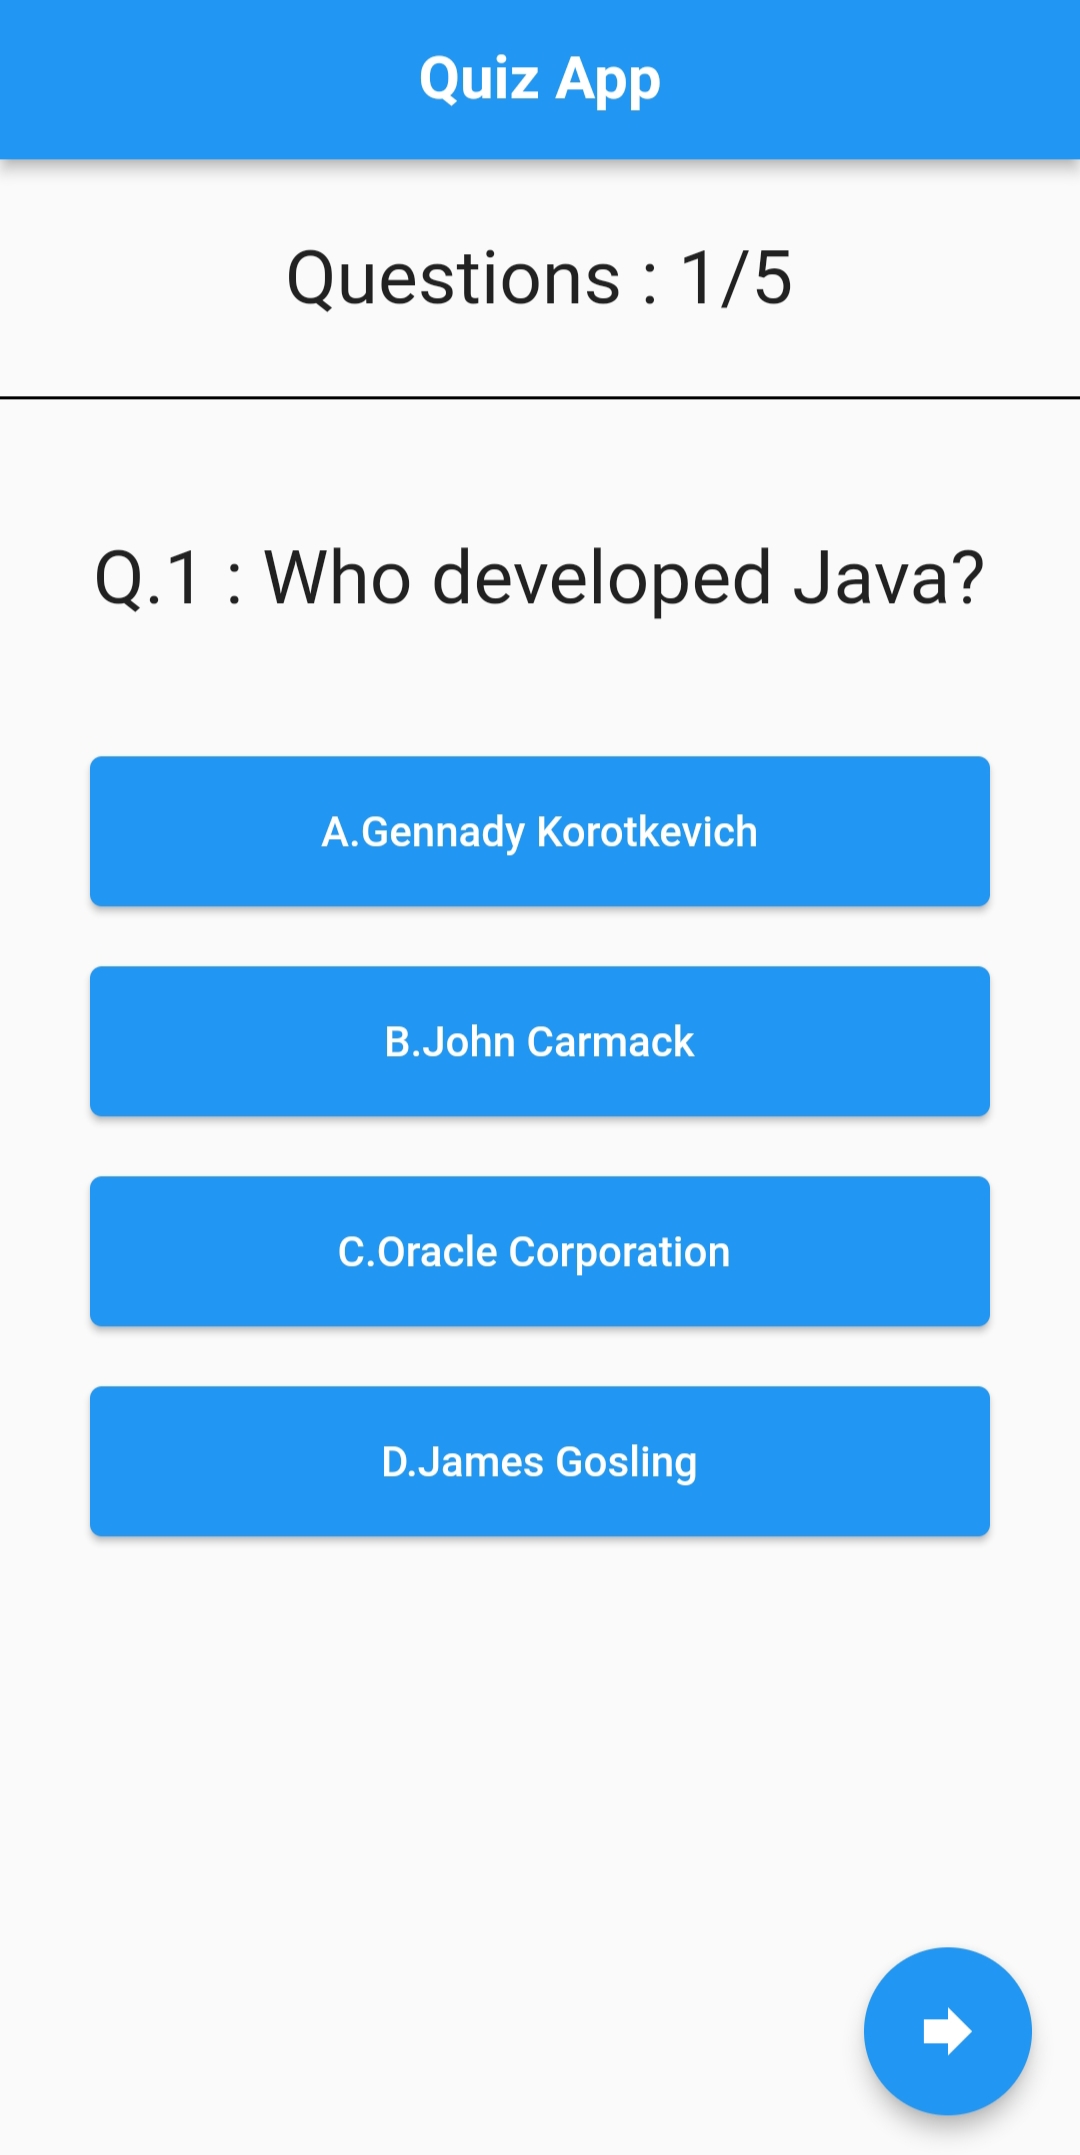 Quiz App
Questions : 1/5
Q.1 : Who developed Java?
A.Gennady Korotkevich
B.John Carmack
C.Oracle Corporation
D.James Gosling